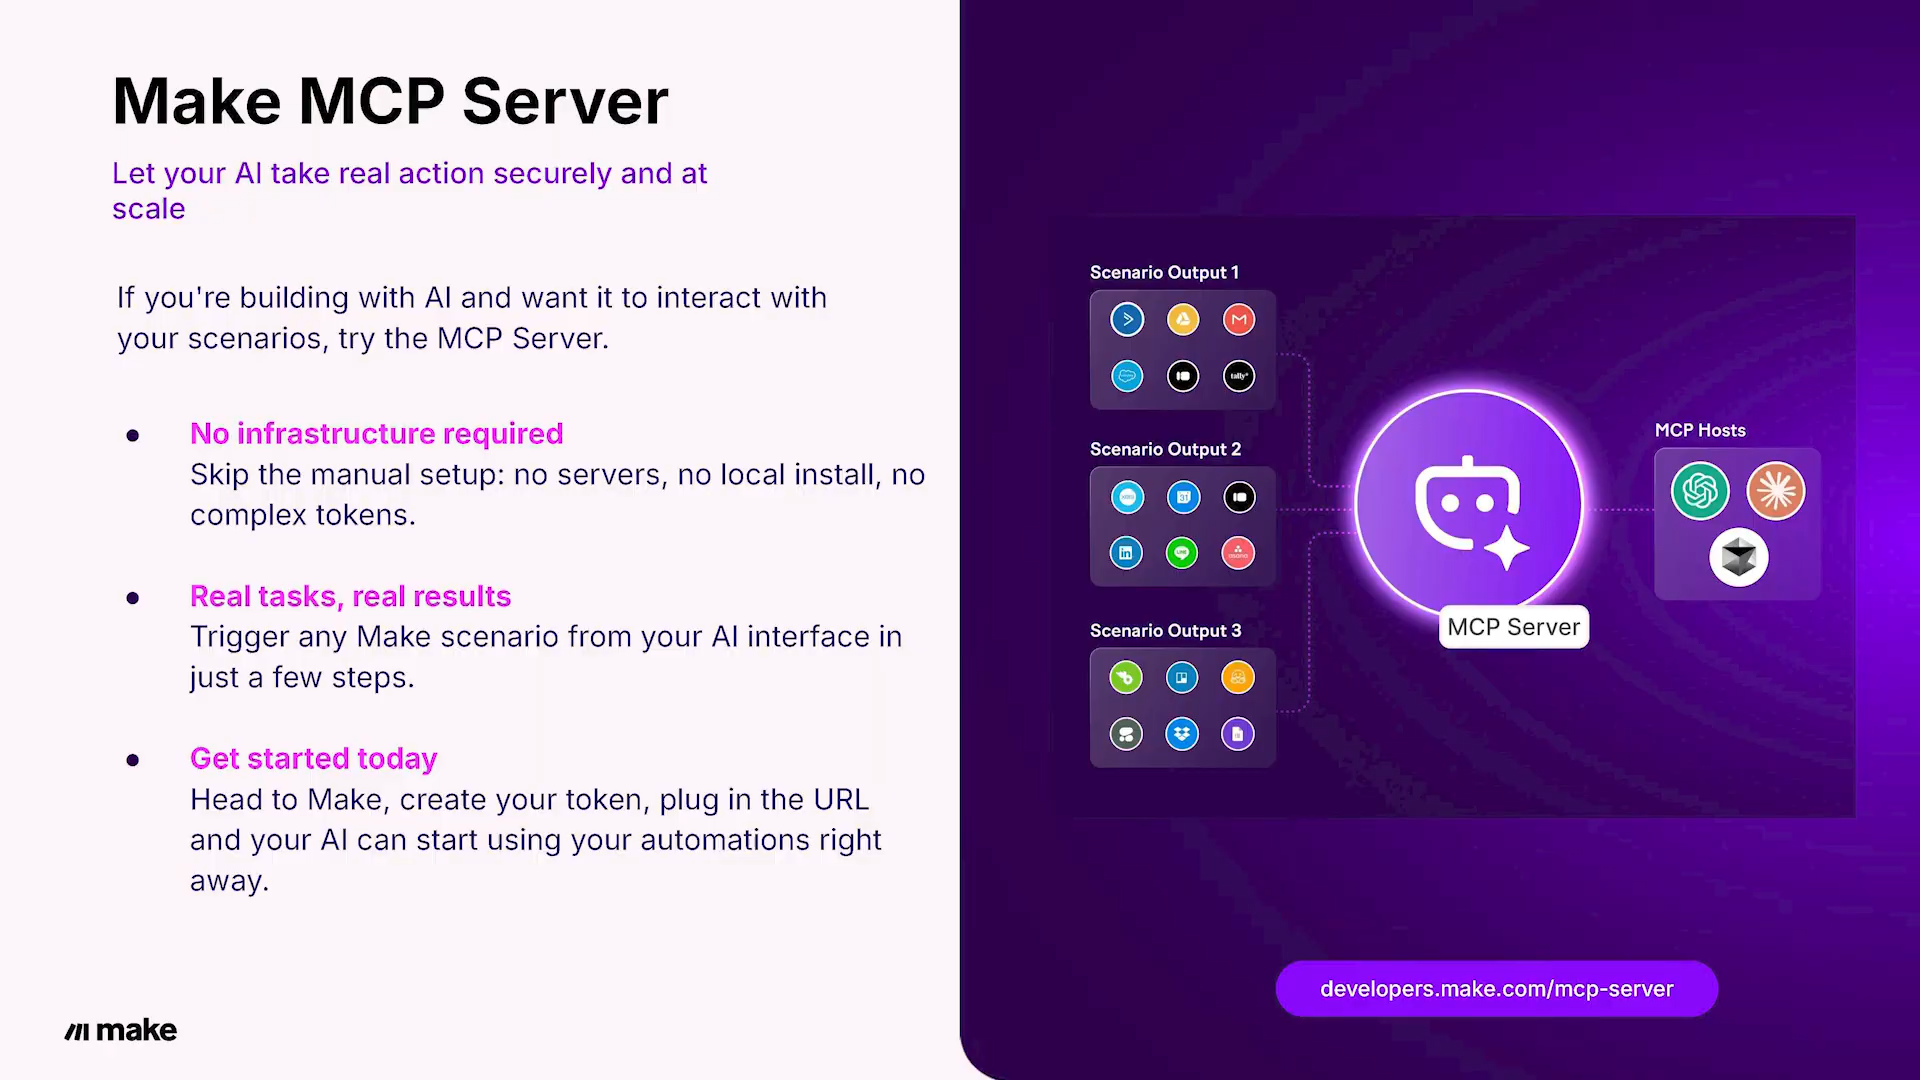 Make MCP Server
Let your AI take real action securely and at
scale
If you're building with AI and want it to interact with
your scenarios, try the MCP Server.
● No infrastructure required
Skip the manual setup: no servers, no local install, no
complex tokens.
● Real tasks, real results
Trigger any Make scenario from your AI interface in
just a few steps.
● Get started today
Head to Make, create your token, plug in the URL
and your AI can start using your automations right
away.
make
Scenario Output 1
tally*
Scenario Output 2
31
in
LINE
asana
Scenario Output 3
MCP Server
MCP Hosts
developers.make.com/mcp-server